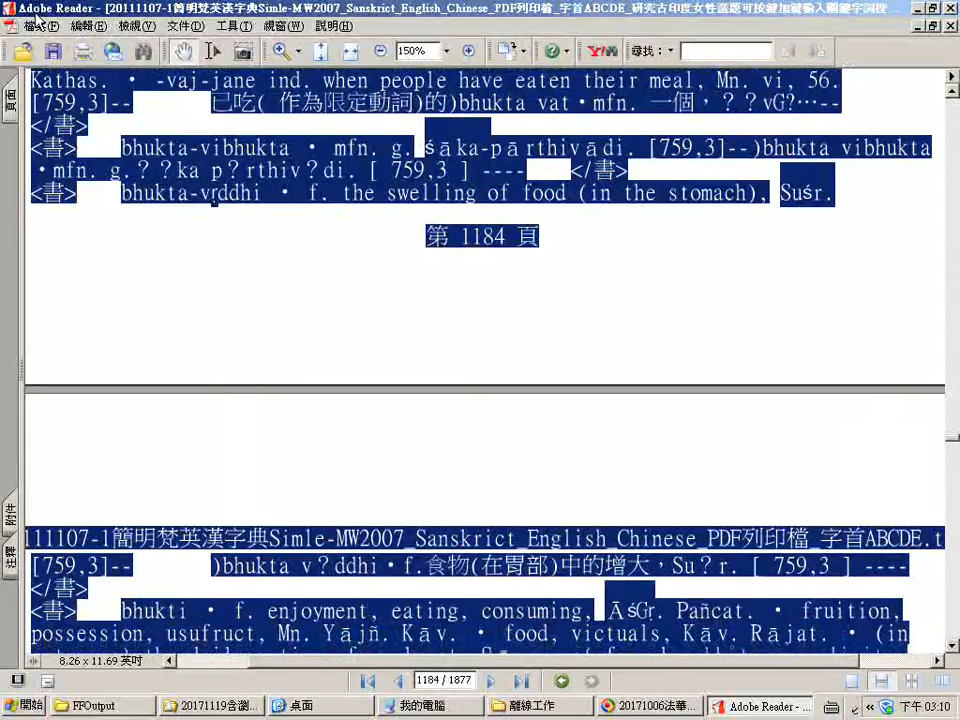 Adobe Reader - [20111107-1簡明梵英漢字典Simle-MW2007_Sanskrict_English_Chinese_PDF列印檔_字首ABCDE_研究古印度女性議題可按鍵加鍵輸入關鍵字詞搜
檔案(F) 編輯(E) 檢視(V) 文件(D) 工具(T) 視窗(W) 說明(H)
150% Y! 尋找：
頁面
Kathas. • -vaj-jane ind. when people have eaten their meal, Mn. vi, 56.
[759,3]-- 已吃( 作為限定動詞)的)bhukta vat·mfn. 一個，？？vG?…--
</書>
<書> bhukta-vibhukta • mfn. g. śāka-pārthivādi. [759,3]--)bhukta vibhukta
·mfn. g.？？ka p？rthiv？di. [ 759,3 ] ---- </書>
<書> bhukta-vṛddhi • f. the swelling of food (in the stomach), Suśr.
第 1184 頁
附件
注釋
111107-1簡明梵英漢字典Simle-MW2007_Sanskrict_English_Chinese_PDF列印檔_字首ABCDE.t
[759,3]-- )bhukta v？ddhi·f.食物(在胃部)中的增大, Su？r. [ 759,3 ] ----
</書>
<書> bhukti • f. enjoyment, eating, consuming, ĀśGṛ. Pañcat. • fruition,
possession, usufruct, Mn. Yājñ. Kāv. • food, victuals, Kāv. Rājat. • (in
8.26 x 11.69 英吋
1184 / 1877
開始 FFOutput 20171119含瀏... 桌面 我的電腦 離線工作 20171006法華... Adobe Reader - ... 下午 03:10